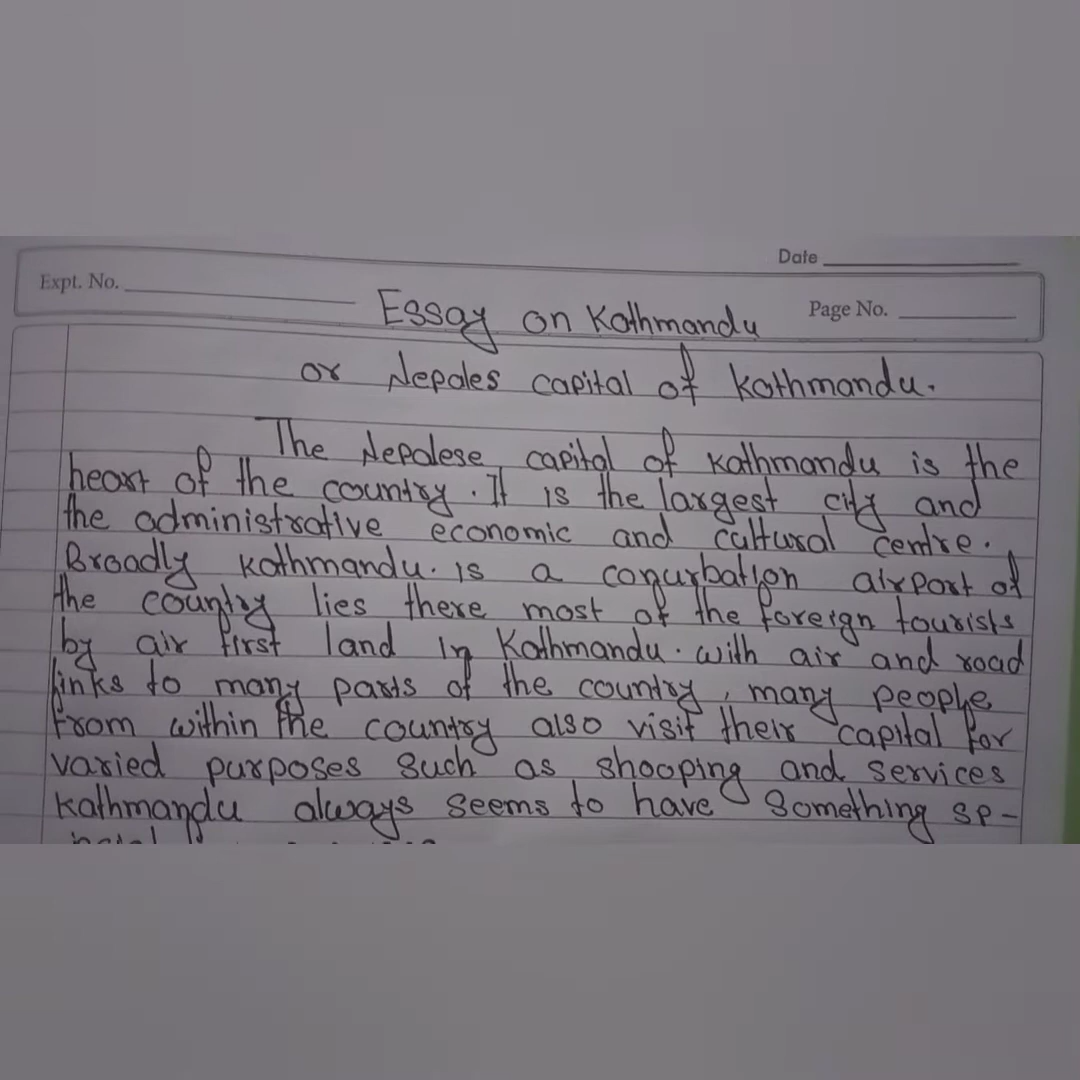 Date
Expt. No.
Essay on Kathmandu
Page No.
or Nepales capital of Kathmandu.
The Nepalese capital of Kathmandu is the
heart of the country. It is the largest city and
the administrative economic and cultural centre.
Broadly Kathmandu. is a conurbation airport of
the country lies there most of the foreign tourists
by air first land in Kathmandu. with air and road
links to many parts of the country, many people
from within the country also visit their capital for
varied purposes such as shooping and services
Kathmandu always seems to have something sp-